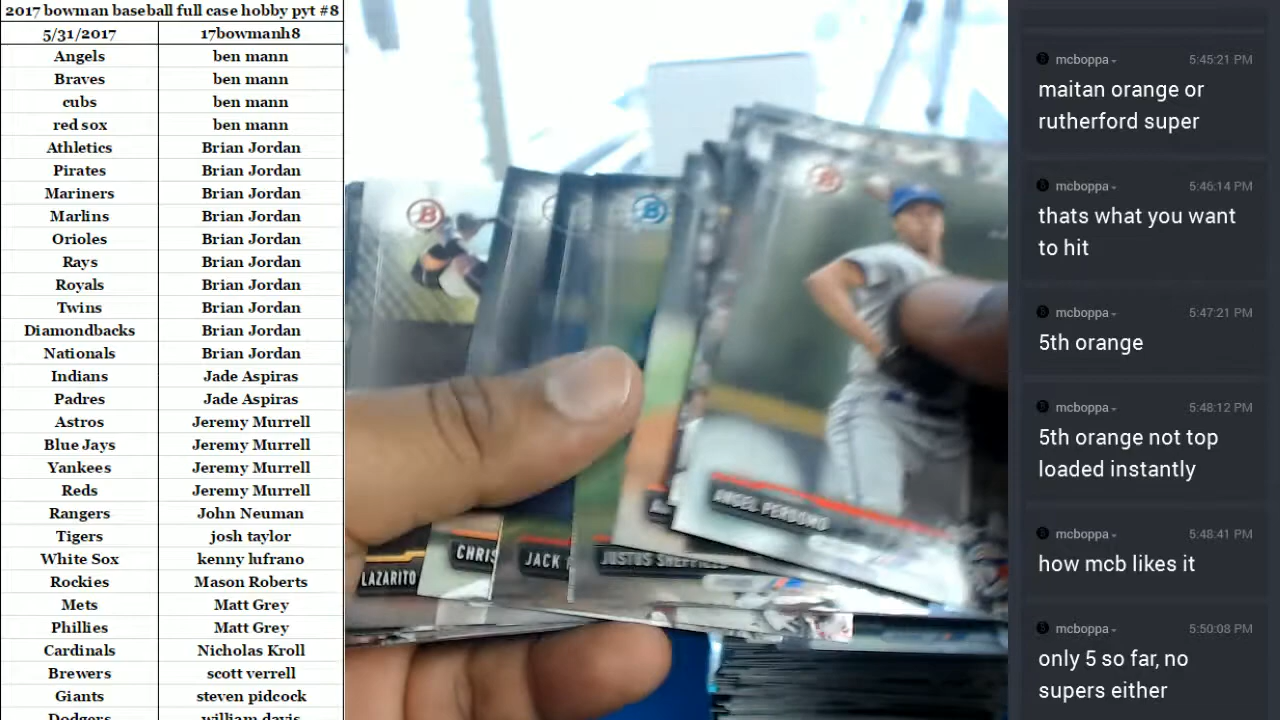 2017 bowman baseball full case hobby pyt #8
5/31/2017 17bowmanh8
Angels ben mann
Braves ben mann
cubs ben mann
red sox ben mann
Athletics Brian Jordan
Pirates Brian Jordan
Mariners Brian Jordan
Marlins Brian Jordan
Orioles Brian Jordan
Rays Brian Jordan
Royals Brian Jordan
Twins Brian Jordan
Diamondbacks Brian Jordan
Nationals Brian Jordan
Indians Jade Aspiras
Padres Jade Aspiras
Astros Jeremy Murrell
Blue Jays Jeremy Murrell
Yankees Jeremy Murrell
Reds Jeremy Murrell
Rangers John Neuman
Tigers josh taylor
White Sox kenny lufrano
Rockies Mason Roberts
Mets Matt Grey
Phillies Matt Grey
Cardinals Nicholas Kroll
Brewers scott verrell
Giants steven pidcock
Dodgers william davis
B
B
B
LAZARITO
CHRIS
JACK
JUSTUS SHEFFIELD
ANGEL PERDOMO
mcboppa 5:45:21 PM
maitan orange or
rutherford super
mcboppa 5:46:14 PM
thats what you want
to hit
mcboppa 5:47:21 PM
5th orange
mcboppa 5:48:12 PM
5th orange not top
loaded instantly
mcboppa 5:48:41 PM
how mcb likes it
mcboppa 5:50:08 PM
only 5 so far, no
supers either